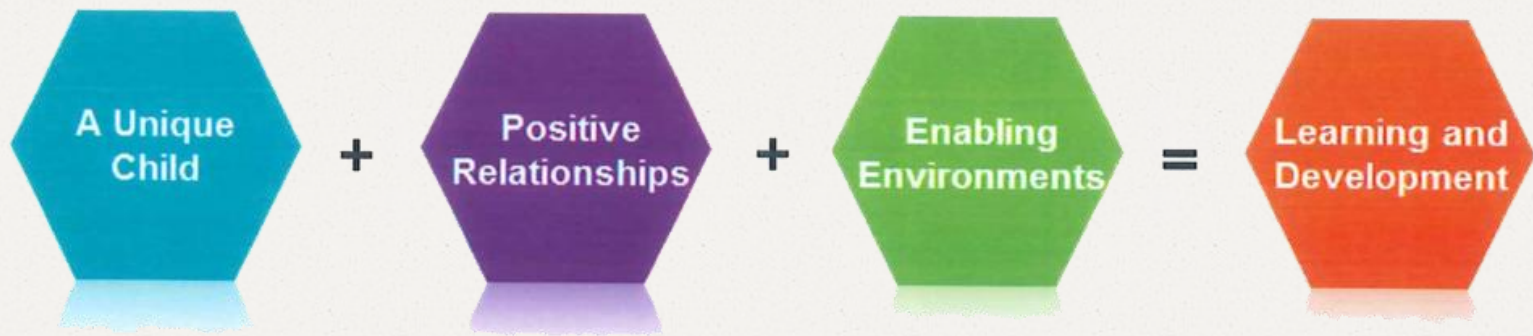 A Unique
Child
+
Positive
Relationships
+
Enabling
Environments
=
Learning and
Development